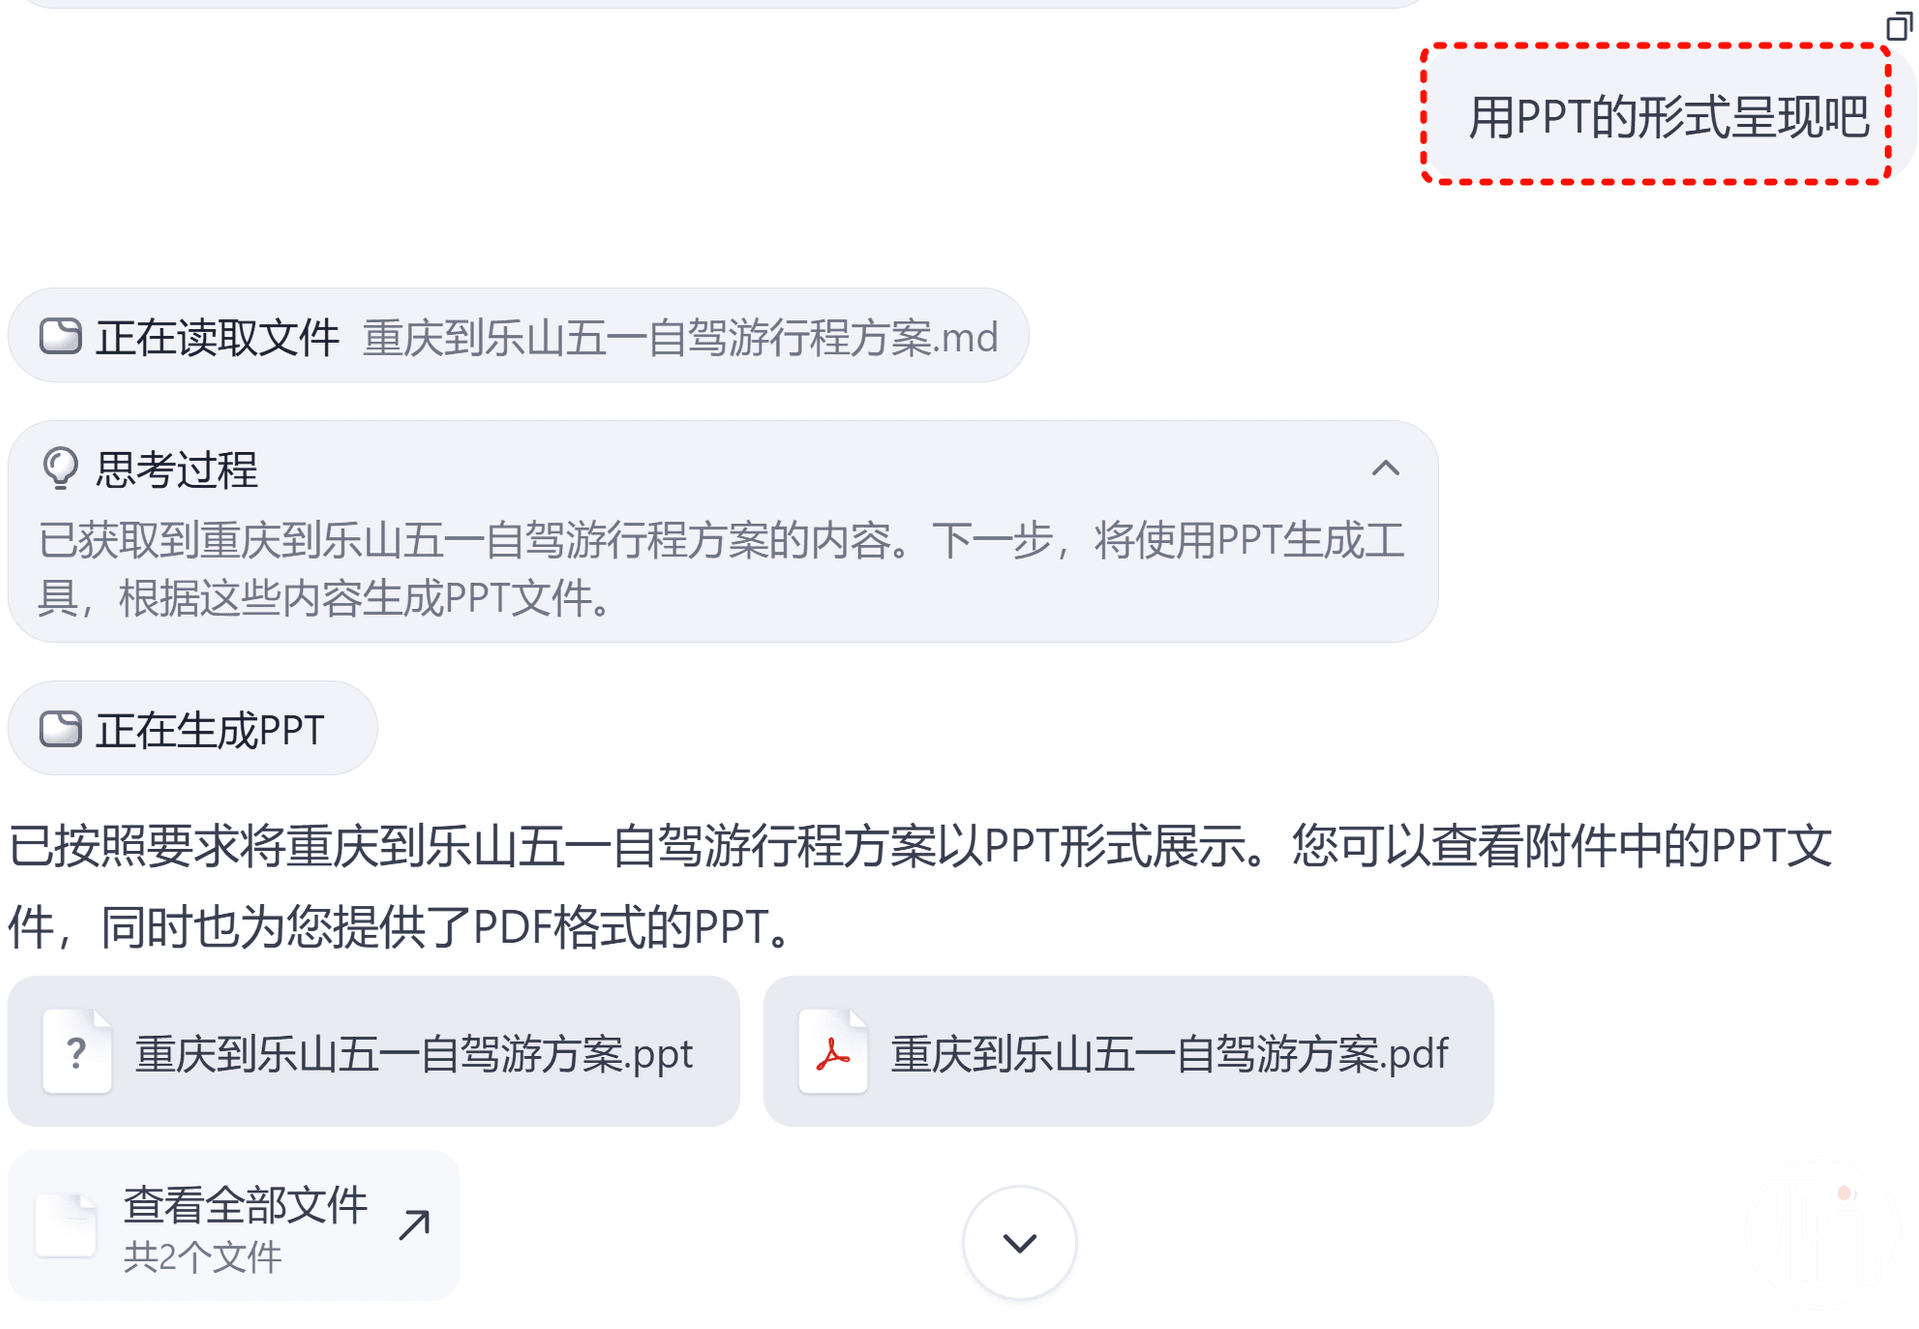 用PPT的形式呈现吧
正在读取文件 重庆到乐山五一自驾游行程方案.md
思考过程
已获取到重庆到乐山五一自驾游行程方案的内容。下一步，将使用PPT生成工
具，根据这些内容生成PPT文件。
正在生成PPT
已按照要求将重庆到乐山五一自驾游行程方案以PPT形式展示。您可以查看附件中的PPT文
件，同时也为您提供了PDF格式的PPT。
?
重庆到乐山五一自驾游方案.ppt
重庆到乐山五一自驾游方案.pdf
查看全部文件
共2个文件